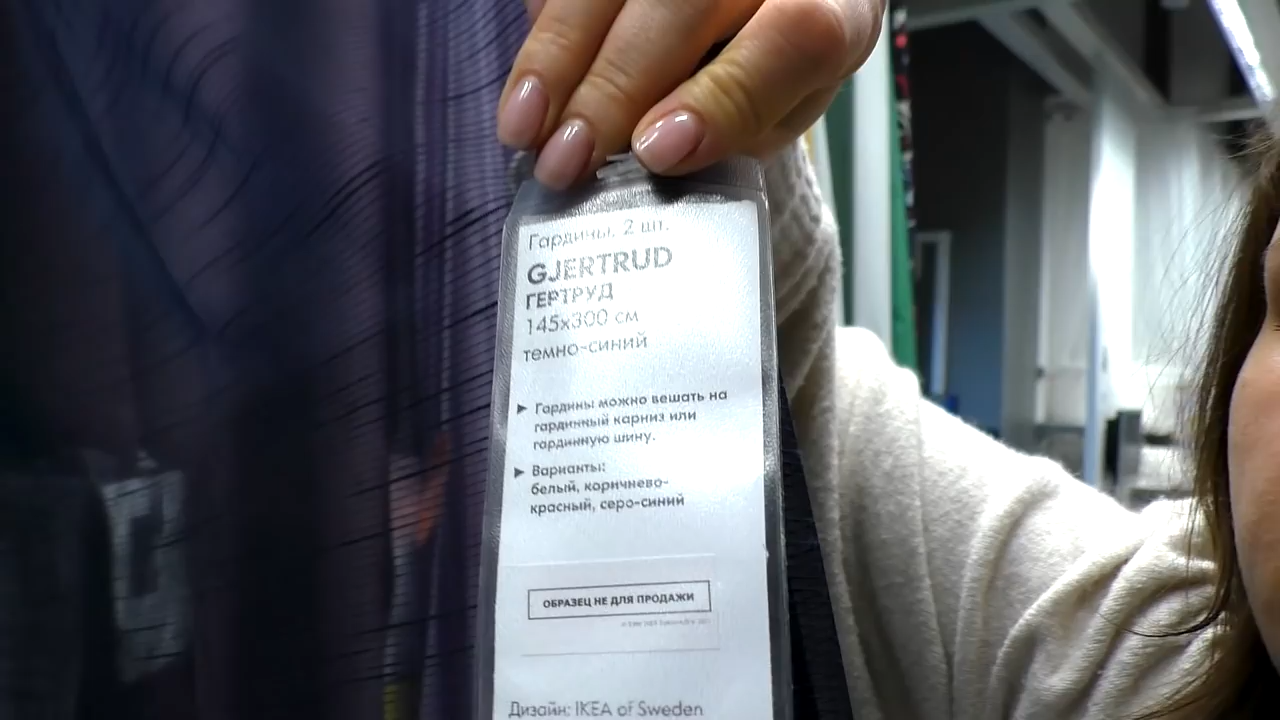 Гардины, 2 шт.
GJERTRUD
ГЕРТРУД
145x300 см
темно-синий
► Гардины можно вешать на
гардинный карниз или
гардинную шину.
► Варианты:
белый, коричнево-
красный, серо-синий
ОБРАЗЕЦ НЕ ДЛЯ ПРОДАЖИ
Дизайн: IKEA of Sweden